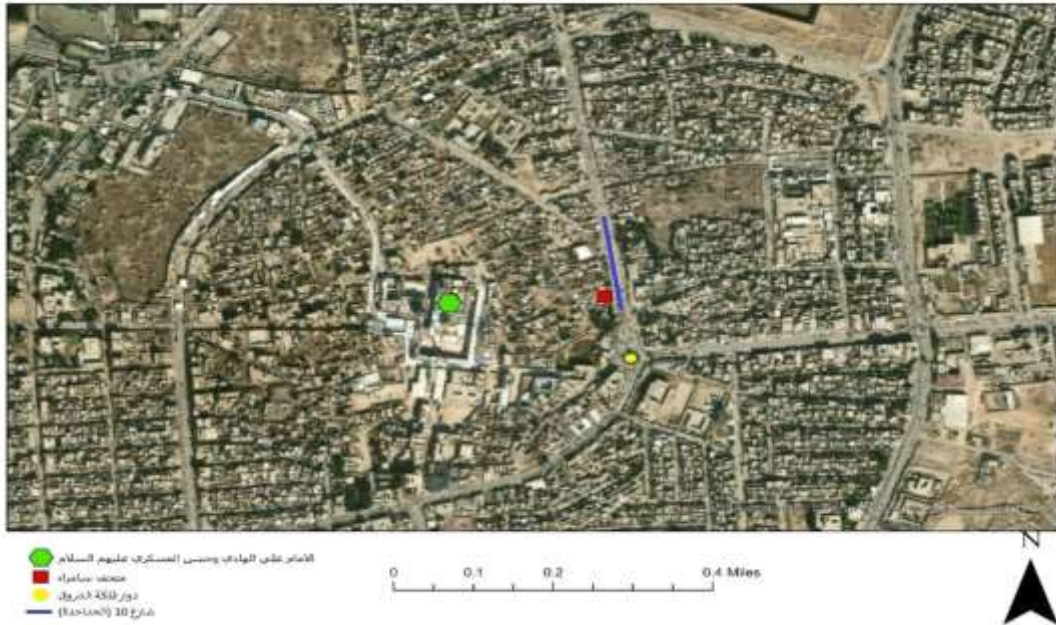 الامام علي الهادي وحسن العسكري عليهم السلام
متحف سامراء
دوار فلكة
شارع 10
0 0.1 0.2 0.4 Miles
N